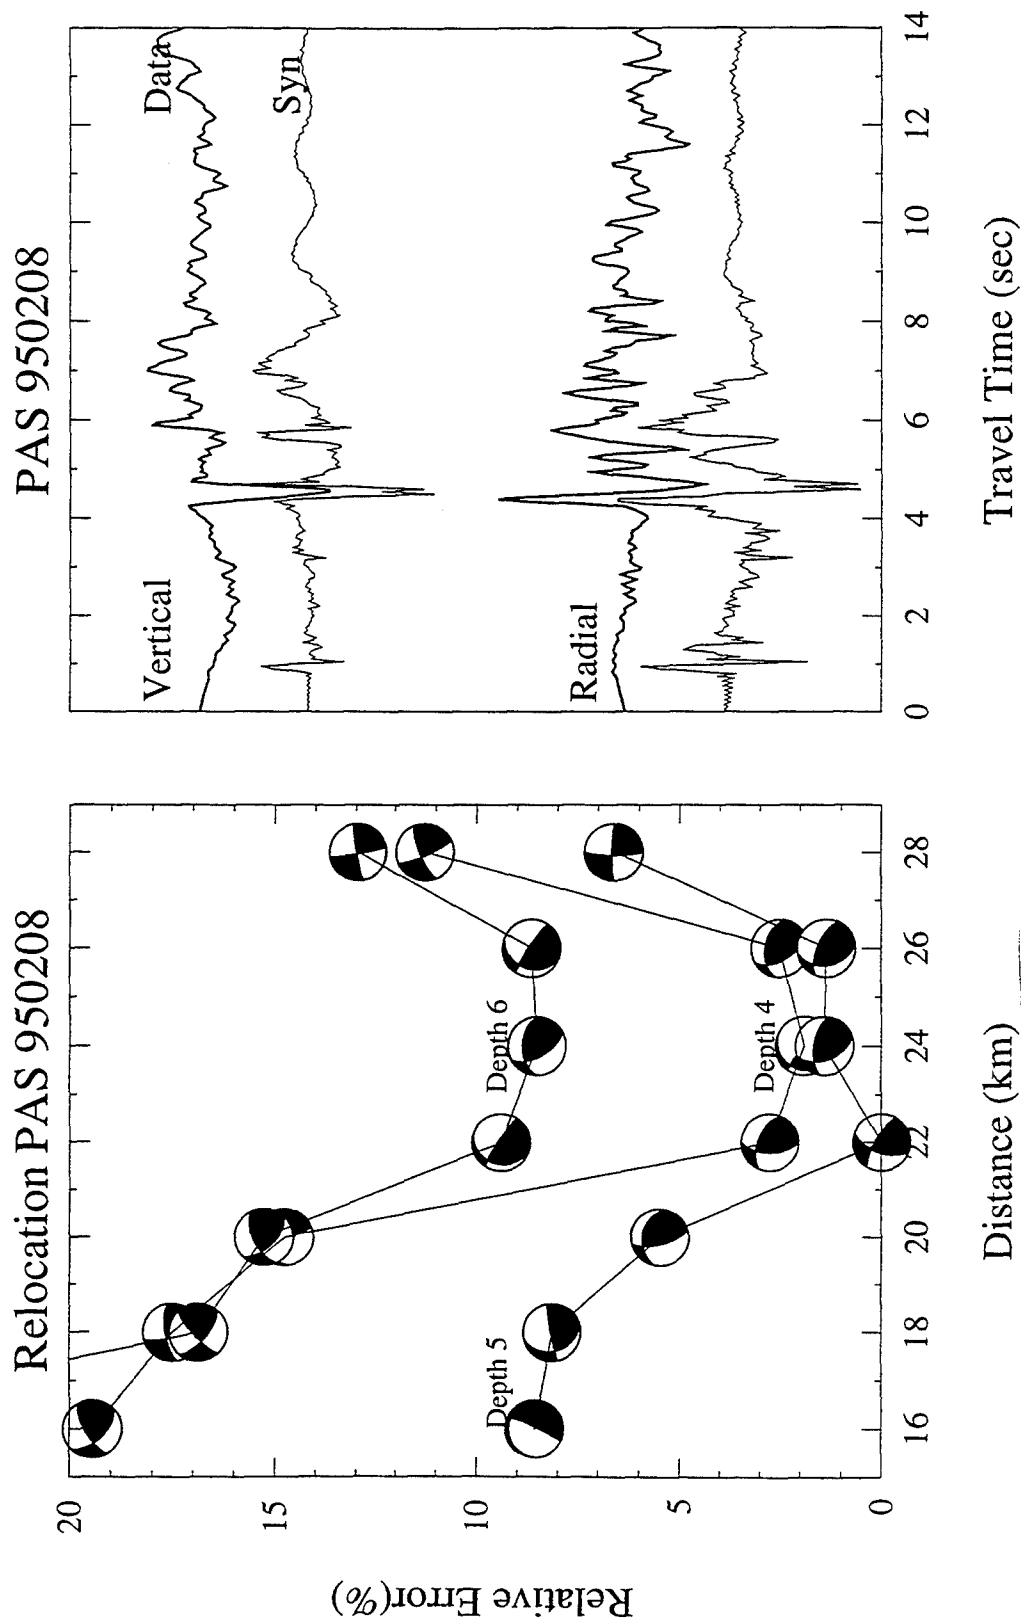 Relocation PAS 950208
Relative Error(%)
20
15
10
5
0
Depth 5
Depth 6
Depth 4
16
18
20
22
24
26
28
Distance (km)
PAS 950208
Vertical
Data
Syn
Radial
0
2
4
6
8
10
12
14
Travel Time (sec)